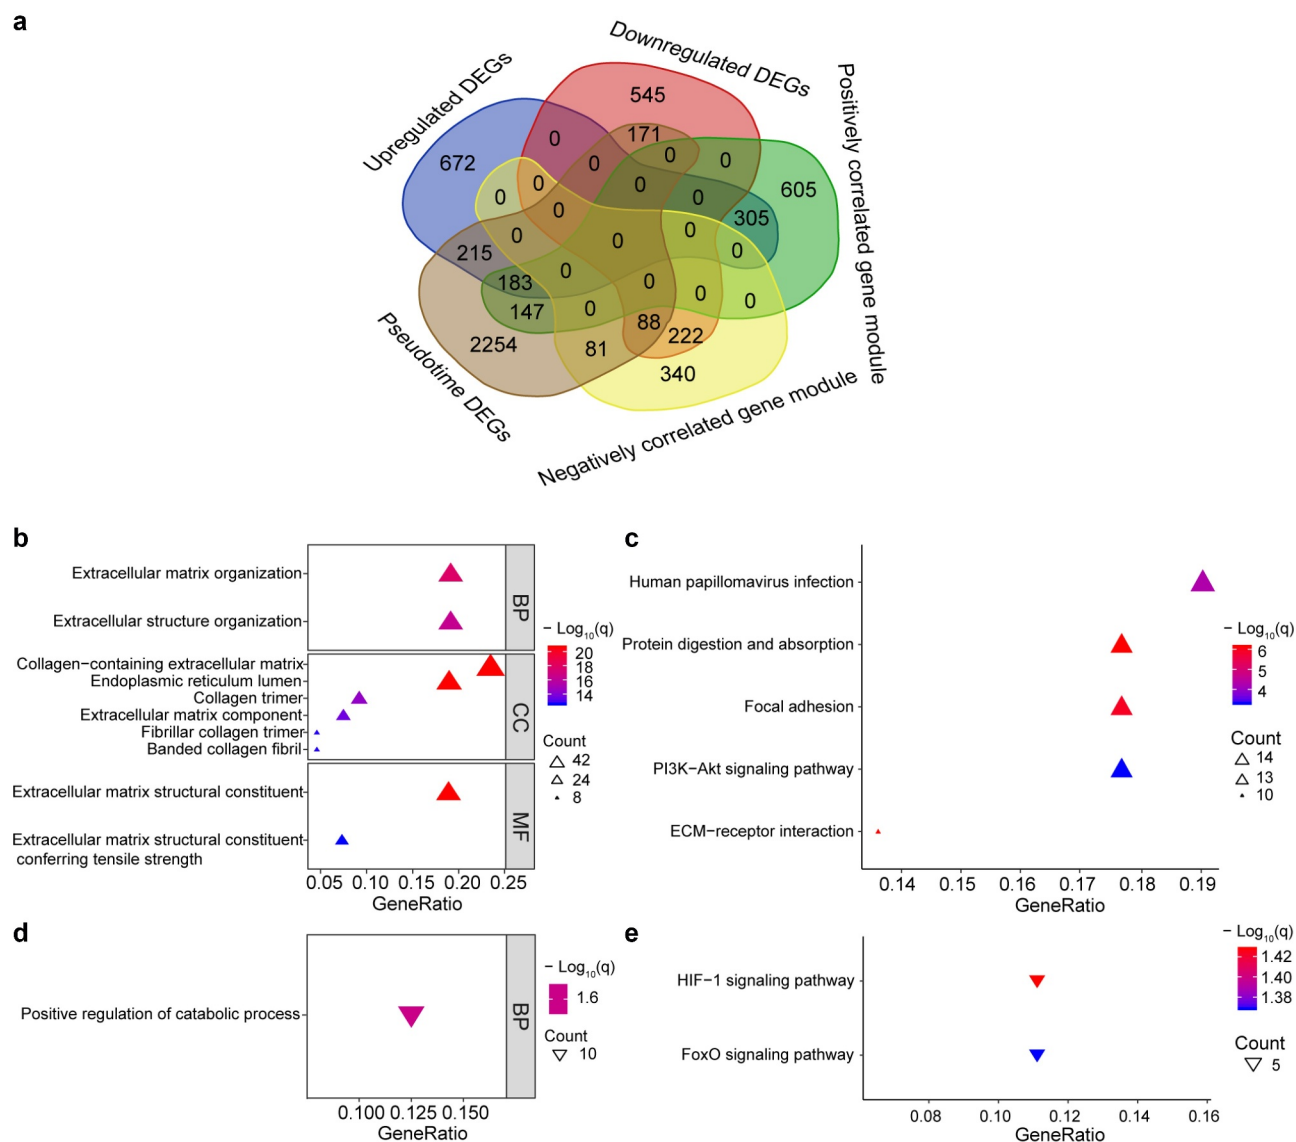 a
Upregulated DEGs
Downregulated DEGs
Positively correlated gene module
Negatively correlated gene module
Pseudotime DEGs
545
0
171
672
0
0
0
605
0
0
0
0
0
305
0
0
0
0
0
215
183
0
0
147
0
0
0
88
222
2254
81
340
b
Extracellular matrix organization
Extracellular structure organization
Collagen−containing extracellular matrix
Endoplasmic reticulum lumen
Collagen trimer
Extracellular matrix component
Fibrillar collagen trimer
Banded collagen fibril
Extracellular matrix structural constituent
Extracellular matrix structural constituent
conferring tensile strength
BP
CC
MF
0.05 0.10 0.15 0.20 0.25
GeneRatio
− Log10(q)
20
18
16
14
Count
42
24
8
c
Human papillomavirus infection
Protein digestion and absorption
Focal adhesion
PI3K−Akt signaling pathway
ECM−receptor interaction
0.14 0.15 0.16 0.17 0.18 0.19
GeneRatio
− Log10(q)
6
5
4
Count
14
13
10
d
Positive regulation of catabolic process
BP
0.100 0.125 0.150
GeneRatio
− Log10(q)
1.6
Count
10
e
HIF−1 signaling pathway
FoxO signaling pathway
0.08 0.10 0.12 0.14 0.16
GeneRatio
− Log10(q)
1.42
1.40
1.38
Count
5